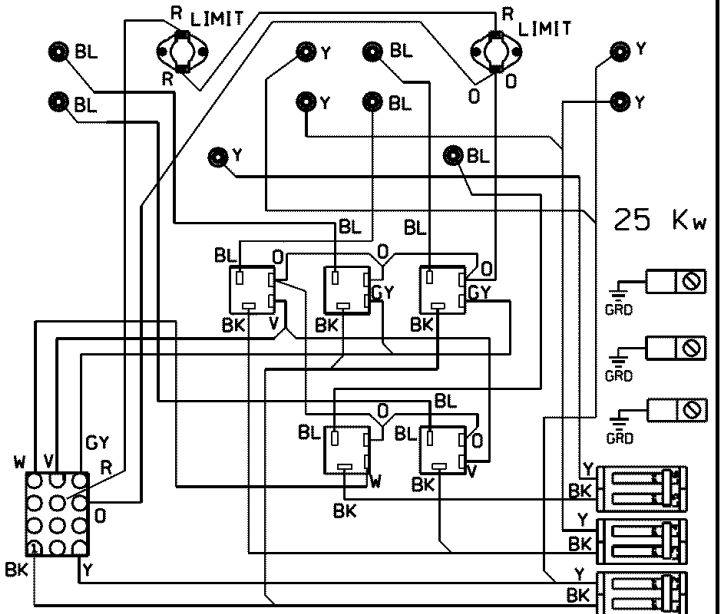 R LIMIT R
BL Y BL LIMIT Y
R O O
BL Y BL Y
Y BL
25 Kw
BL BL
BL O O O
GY GY
GRD
BK V BK BK
GRD
BL
O
GY BL BL O
GRD
W V R
W V Y
BK BK
O BK
Y
BK
1
BK Y Y
BK